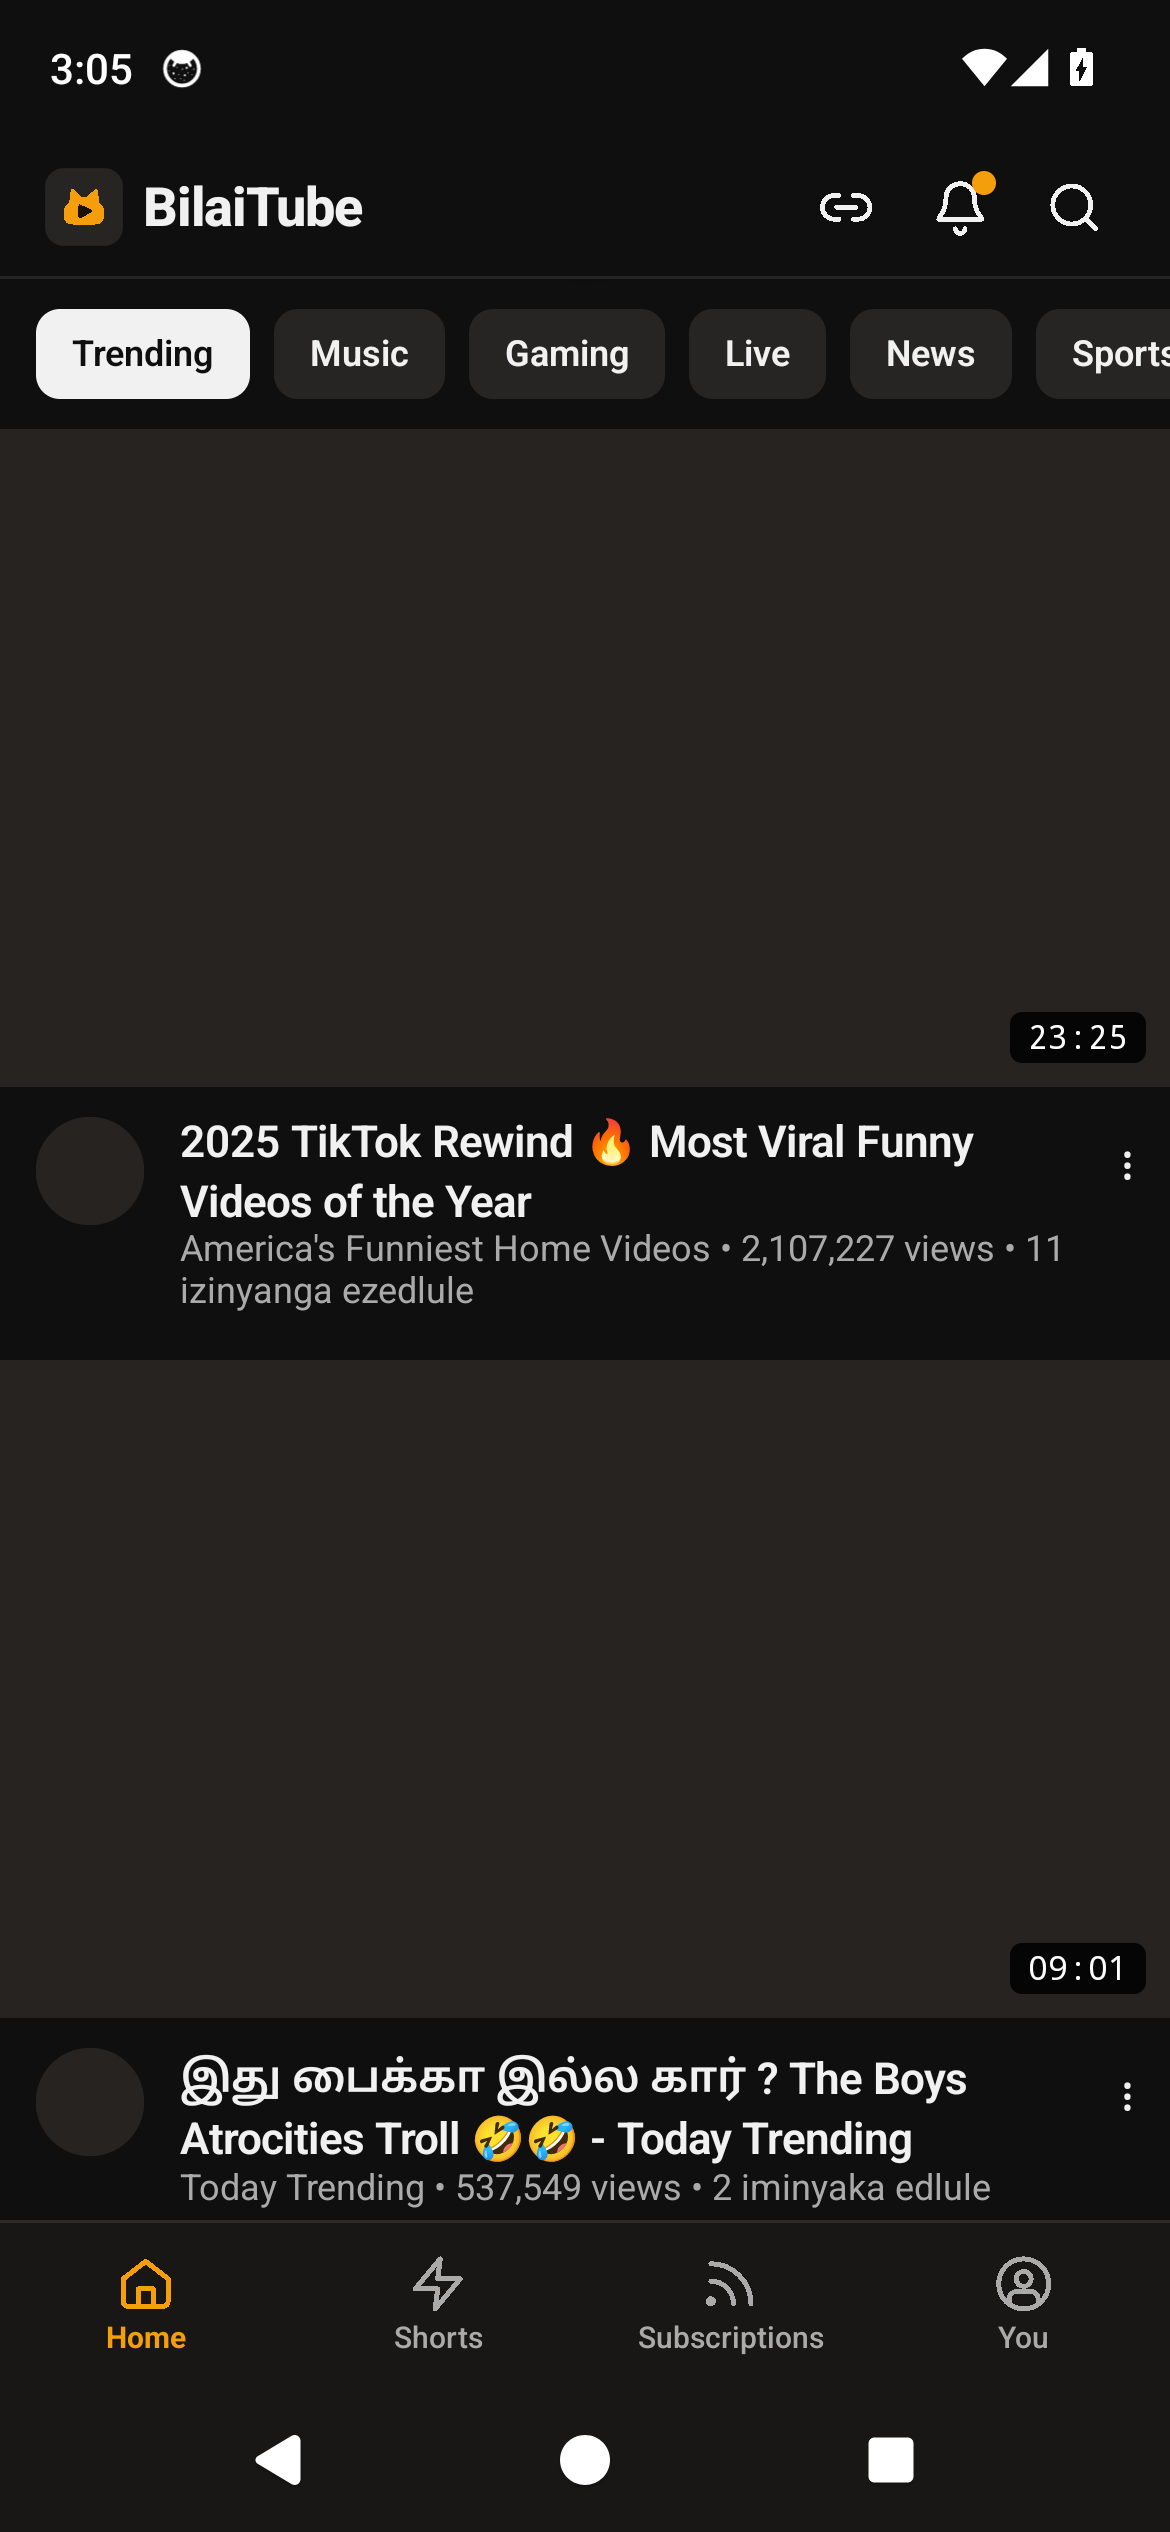 3:05
BilaiTube
Trending Music Gaming Live News Sports
23:25
2025 TikTok Rewind 🔥 Most Viral Funny
Videos of the Year
America's Funniest Home Videos • 2,107,227 views • 11
izinyanga ezedlule
09:01
இது பைக்கா இல்ல கார் ? The Boys
Atrocities Troll 🤣🤣 - Today Trending
Today Trending • 537,549 views • 2 iminyaka edlule
Home Shorts Subscriptions You